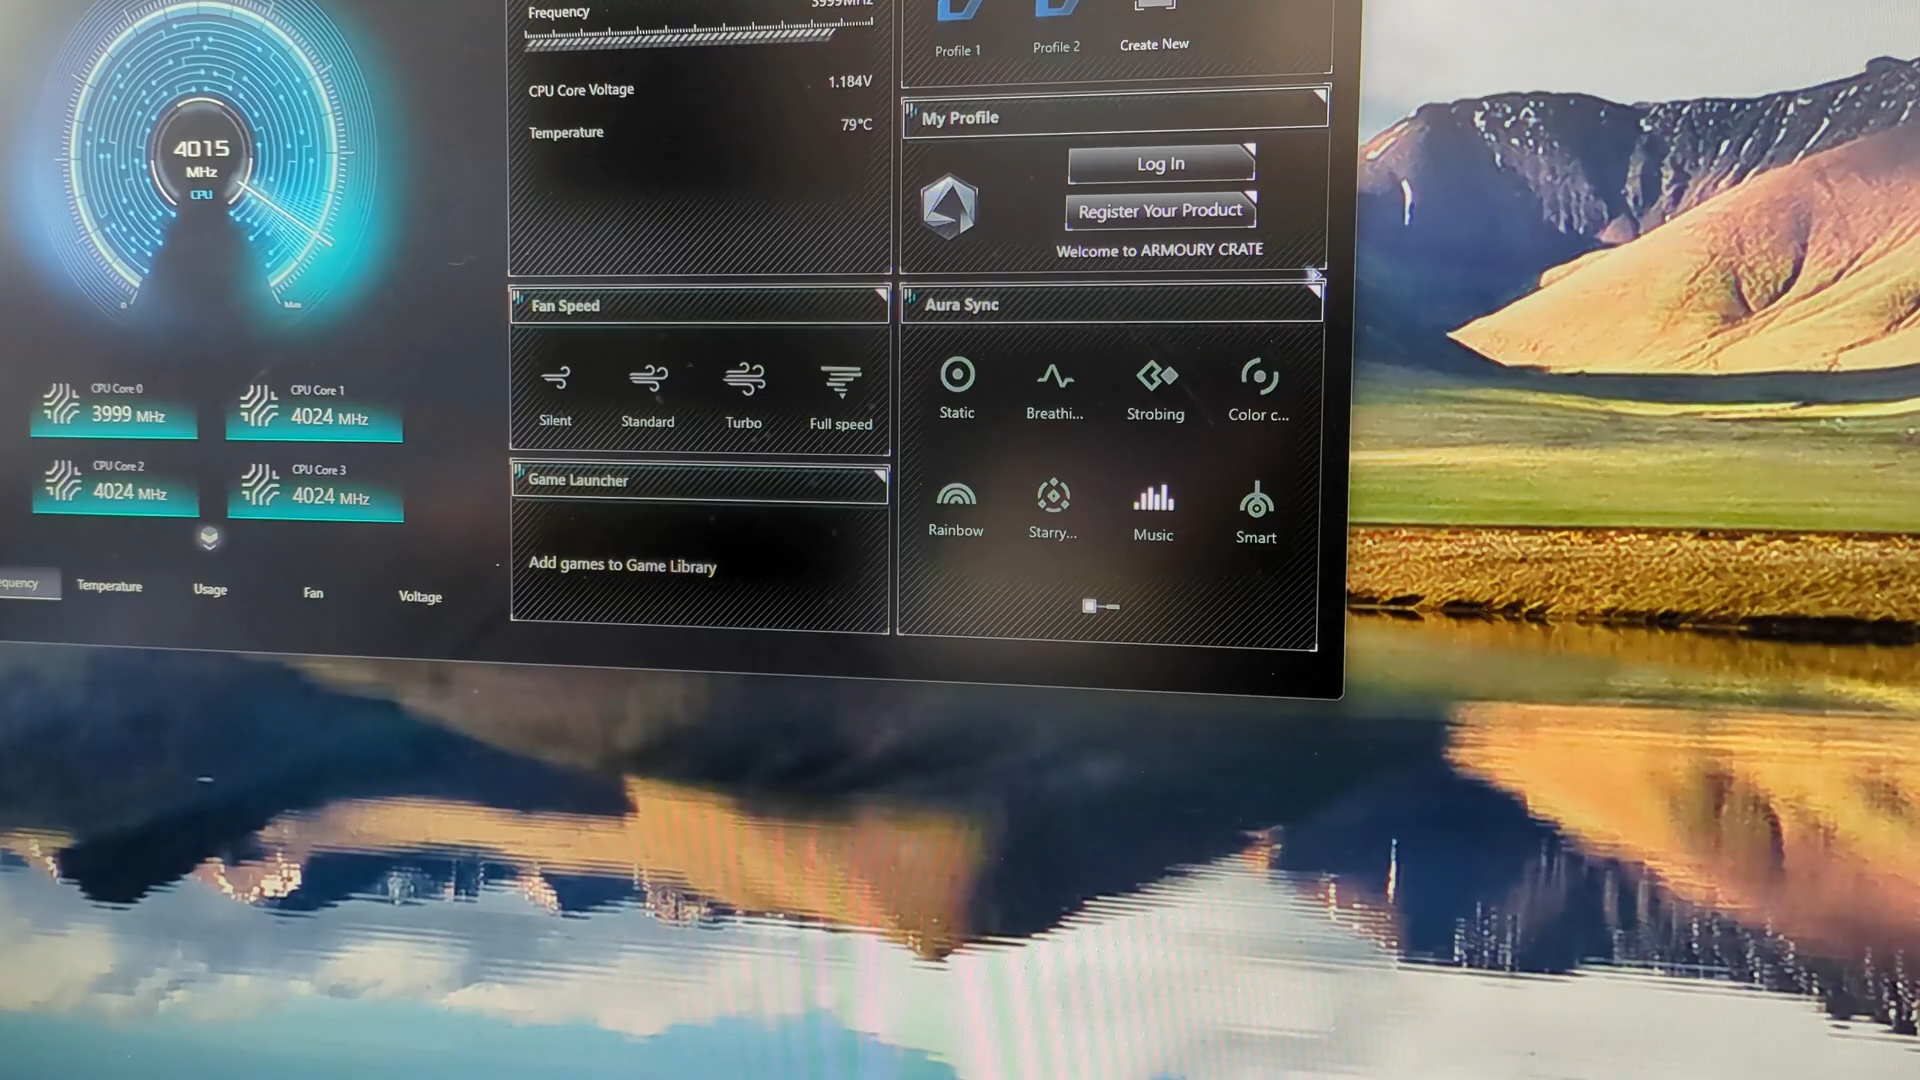 Frequency
3999MHz
CPU Core Voltage
1.184V
Temperature
79°C
4015
MHz
CPU
0
Max
CPU Core 0
3999 MHz
CPU Core 1
4024 MHz
CPU Core 2
4024 MHz
CPU Core 3
4024 MHz
Temperature
Usage
Fan
Voltage
Fan Speed
Silent
Standard
Turbo
Full speed
Game Launcher
Add games to Game Library
Profile 1
Profile 2
Create New
My Profile
Log In
Register Your Product
Welcome to ARMOURY CRATE
Aura Sync
Static
Breathi...
Strobing
Color c...
Rainbow
Starry...
Music
Smart